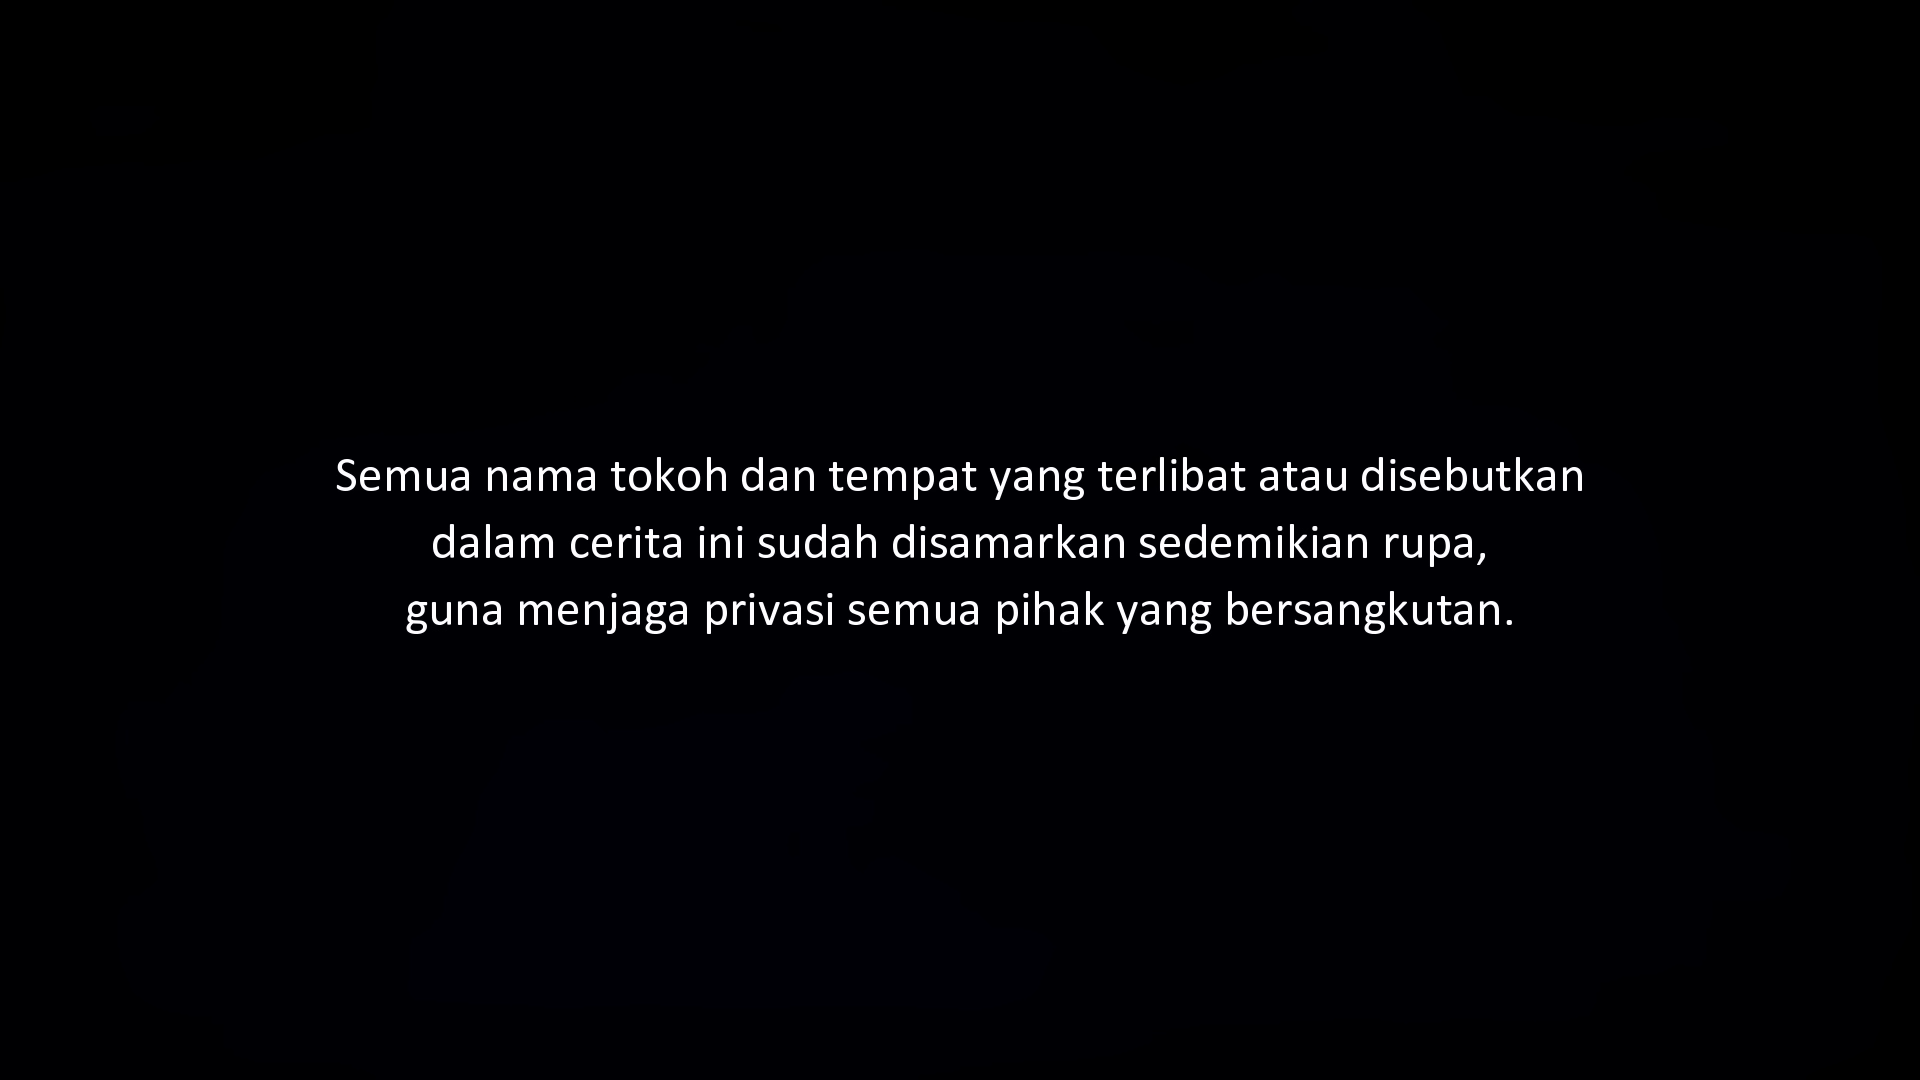 Semua nama tokoh dan tempat yang terlibat atau disebutkan
dalam cerita ini sudah disamarkan sedemikian rupa,
guna menjaga privasi semua pihak yang bersangkutan.